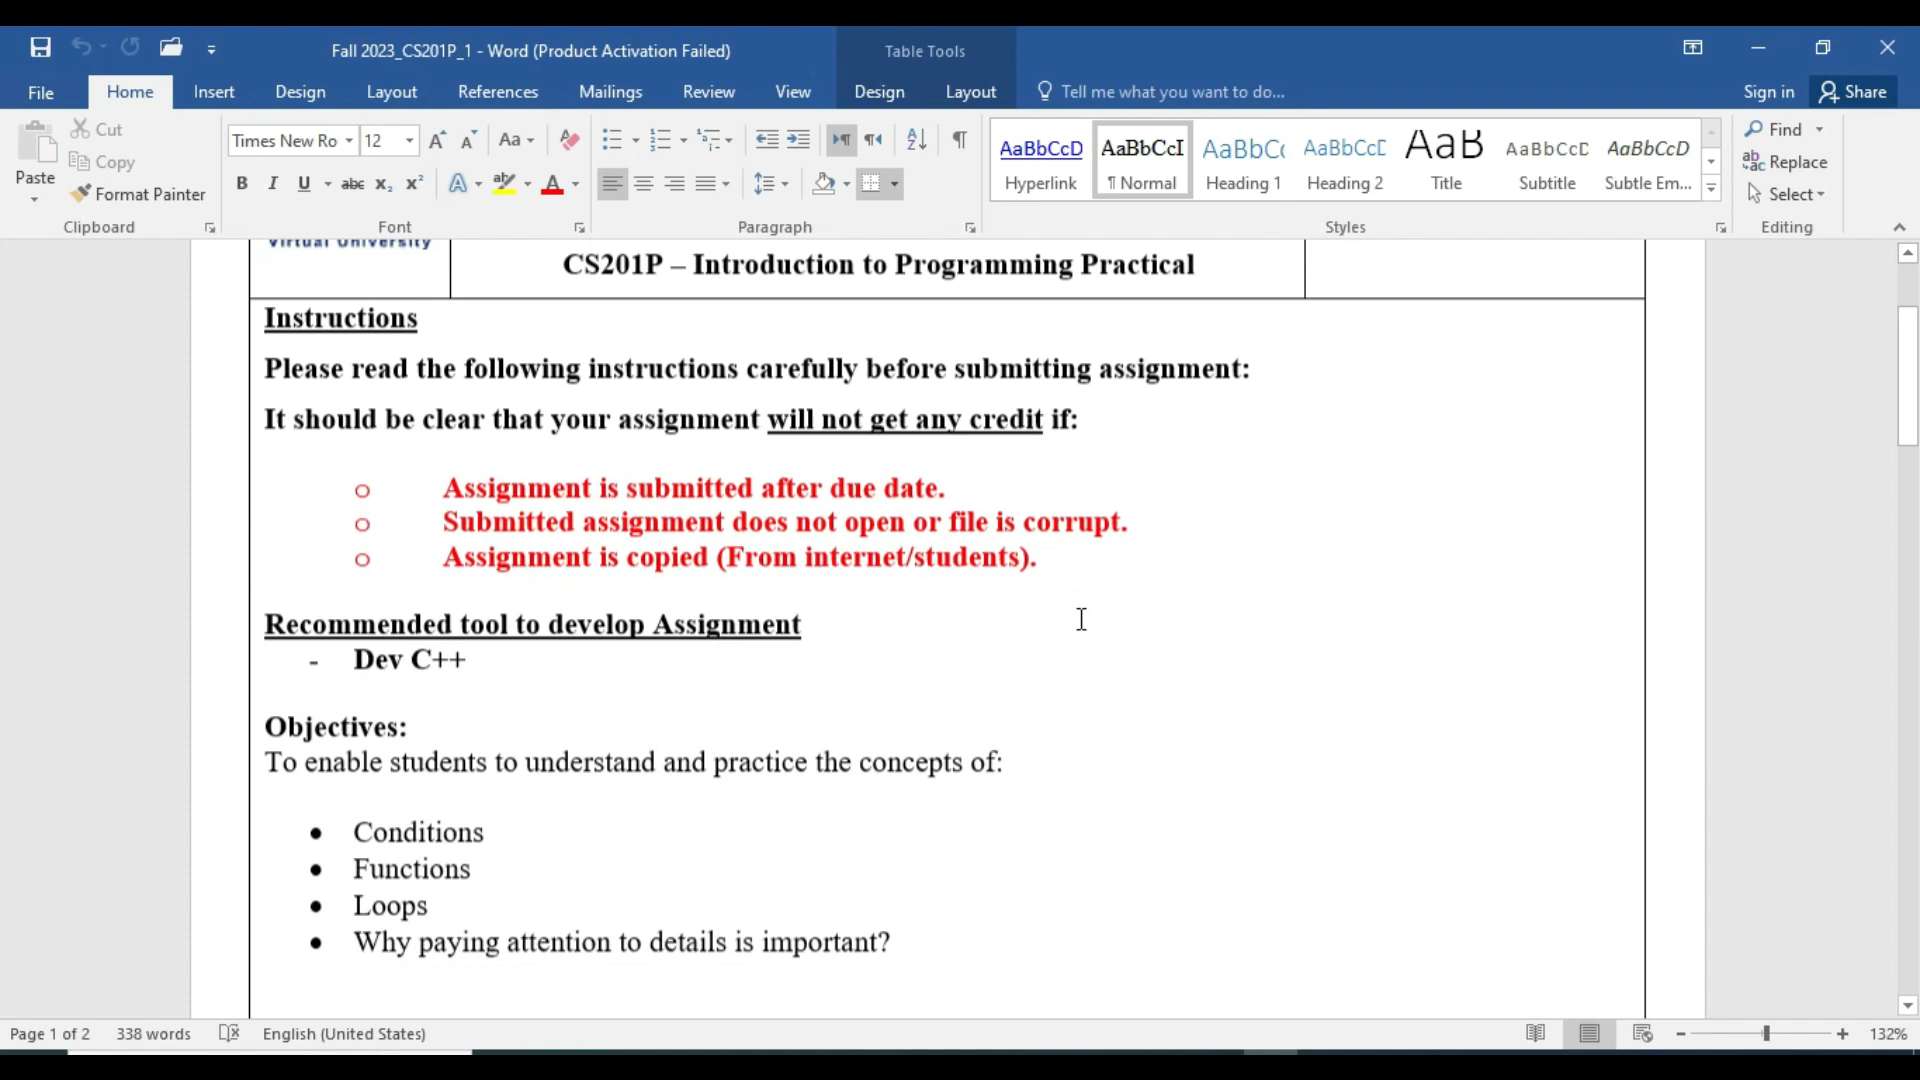 Fall 2023_CS201P_1 - Word (Product Activation Failed)
Table Tools
File
Home
Insert
Design
Layout
References
Mailings
Review
View
Design
Layout
Tell me what you want to do...
Sign in
Share
Paste
Cut
Copy
Format Painter
Clipboard
Times New Ro
12
Font
Paragraph
AaBbCcD
Hyperlink
AaBbCcI
¶ Normal
AaBbCc
Heading 1
AaBbCcC
Heading 2
AaB
Title
AaBbCcC
Subtitle
AaBbCcD
Subtle Em...
Styles
Find
Replace
Select
Editing
Virtual University
CS201P – Introduction to Programming Practical
Instructions
Please read the following instructions carefully before submitting assignment:
It should be clear that your assignment will not get any credit if:
o Assignment is submitted after due date.
o Submitted assignment does not open or file is corrupt.
o Assignment is copied (From internet/students).
Recommended tool to develop Assignment
- Dev C++
Objectives:
To enable students to understand and practice the concepts of:
• Conditions
• Functions
• Loops
• Why paying attention to details is important?
Page 1 of 2
338 words
English (United States)
132%